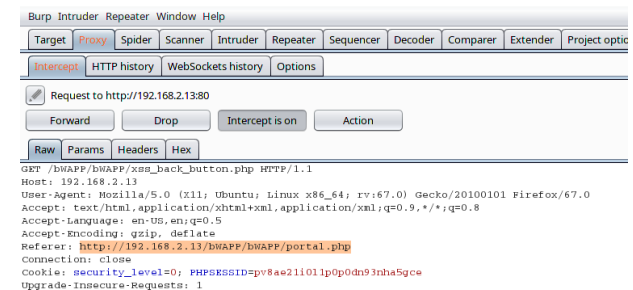 Burp Intruder Repeater Window Help
Target Proxy Spider Scanner Intruder Repeater Sequencer Decoder Comparer Extender Project optio
Intercept HTTP history WebSockets history Options
Request to http://192.168.2.13:80
Forward Drop Intercept is on Action
Raw Params Headers Hex
GET /bWAPP/bWAPP/xss_back_button.php HTTP/1.1
Host: 192.168.2.13
User-Agent: Mozilla/5.0 (X11; Ubuntu; Linux x86_64; rv:67.0) Gecko/20100101 Firefox/67.0
Accept: text/html,application/xhtml+xml,application/xml;q=0.9,*/*;q=0.8
Accept-Language: en-US,en;q=0.5
Accept-Encoding: gzip, deflate
Referer: http://192.168.2.13/bWAPP/bWAPP/portal.php
Connection: close
Cookie: security_level=0; PHPSESSID=pv8ae21i011p0p0dn93nha5gce
Upgrade-Insecure-Requests: 1